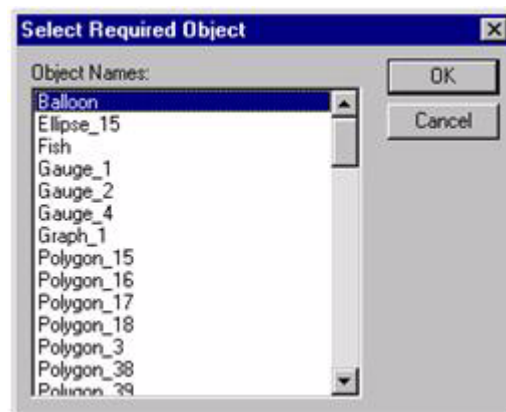 Select Required Object
Object Names:
OK
Cancel
Balloon
Ellipse_15
Fish
Gauge_1
Gauge_2
Gauge_4
Graph_1
Polygon_15
Polygon_16
Polygon_17
Polygon_18
Polygon_3
Polygon_38
Polygon_39